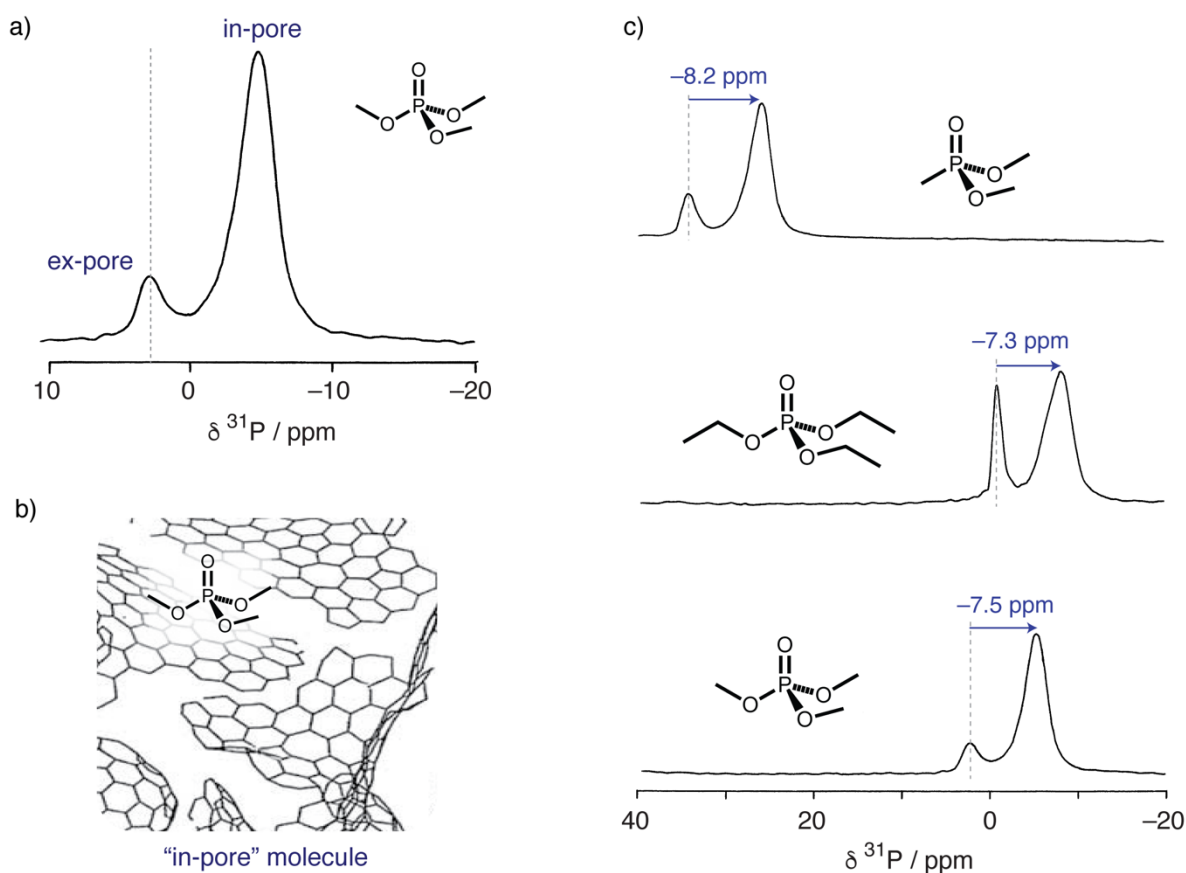 a)
in-pore
O
P
O
O
O
ex-pore
10 0 –10 –20
δ ³¹P / ppm
b)
O
P
O
O
O
“in-pore” molecule
c)
–8.2 ppm
O
P
O
O
–7.3 ppm
O
P
O
O
O
–7.5 ppm
O
P
O
O
O
40 20 0 –20
δ ³¹P / ppm